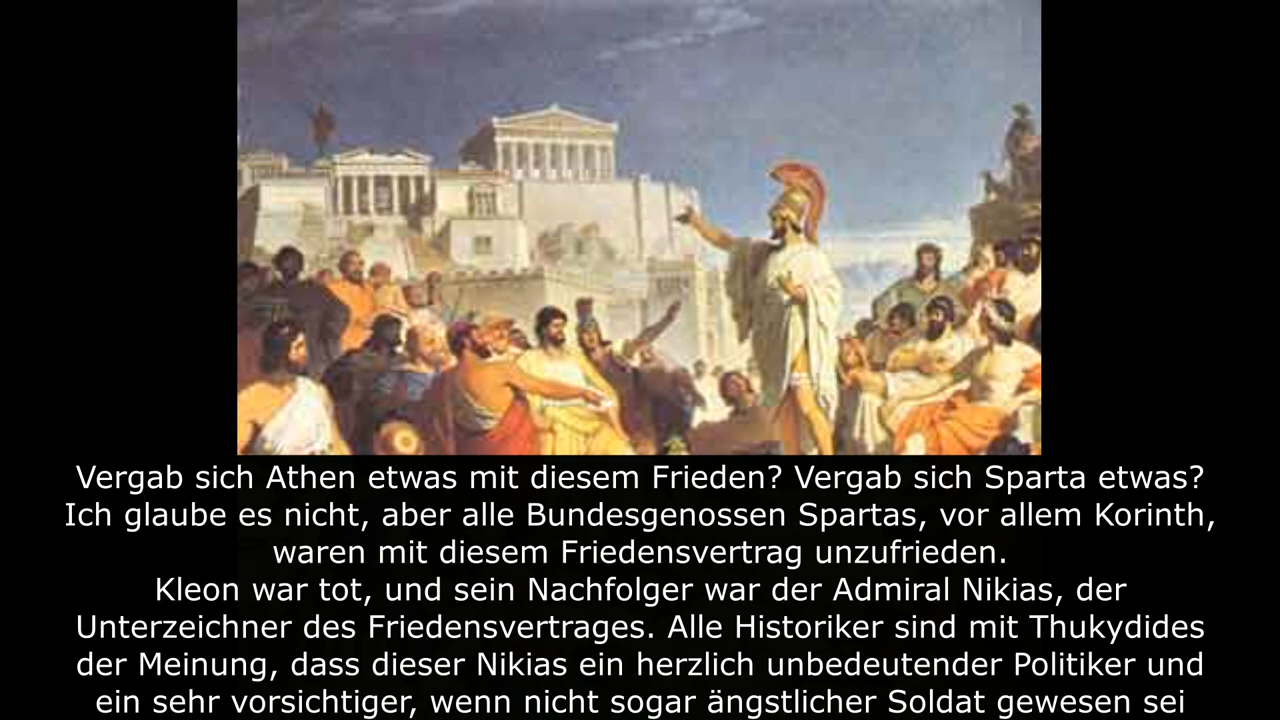 Vergab sich Athen etwas mit diesem Frieden? Vergab sich Sparta etwas?
Ich glaube es nicht, aber alle Bundesgenossen Spartas, vor allem Korinth,
waren mit diesem Friedensvertrag unzufrieden.
Kleon war tot, und sein Nachfolger war der Admiral Nikias, der
Unterzeichner des Friedensvertrages. Alle Historiker sind mit Thukydides
der Meinung, dass dieser Nikias ein herzlich unbedeutender Politiker und
ein sehr vorsichtiger, wenn nicht sogar ängstlicher Soldat gewesen sei